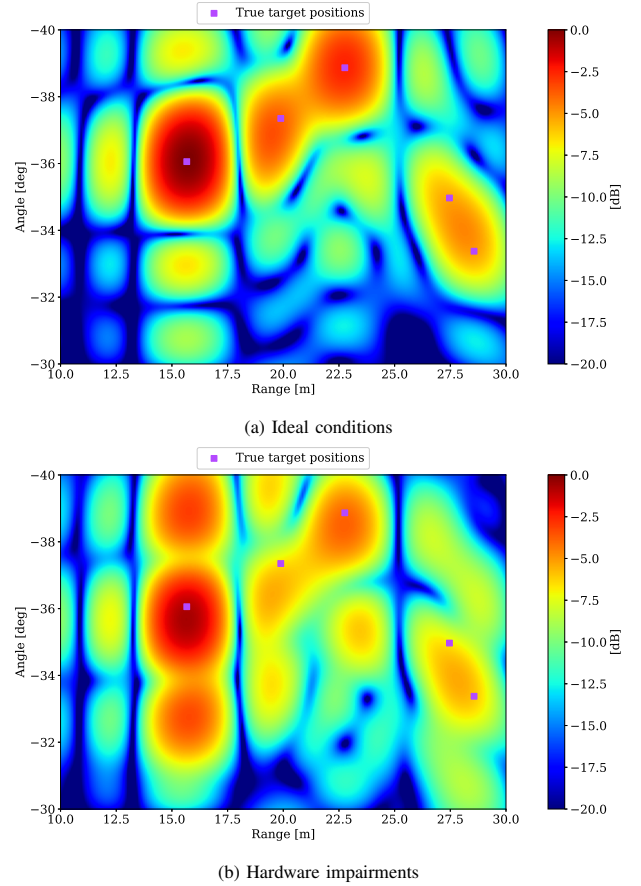 True target positions
−40
−38
−36
−34
−32
−30
Angle [deg]
10.0 12.5 15.0 17.5 20.0 22.5 25.0 27.5 30.0
Range [m]
0.0
−2.5
−5.0
−7.5
−10.0
−12.5
−15.0
−17.5
−20.0
[dB]
(a) Ideal conditions
True target positions
−40
−38
−36
−34
−32
−30
Angle [deg]
10.0 12.5 15.0 17.5 20.0 22.5 25.0 27.5 30.0
Range [m]
0.0
−2.5
−5.0
−7.5
−10.0
−12.5
−15.0
−17.5
−20.0
[dB]
(b) Hardware impairments